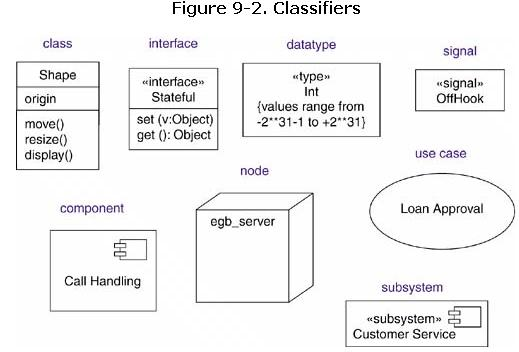 Figure 9-2. Classifiers
class
Shape
origin
move()
resize()
display()
interface
«interface»
Stateful
set (v:Object)
get (): Object
datatype
«type»
Int
{values range from
-2**31-1 to +2**31}
signal
«signal»
OffHook
component
Call Handling
node
egb_server
use case
Loan Approval
subsystem
«subsystem»
Customer Service